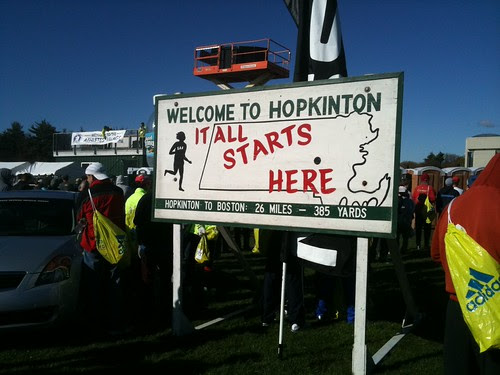 WELCOME TO HOPKINTON
IT ALL
STARTS
HERE
HOPKINTON TO BOSTON: 26 MILES - 385 YARDS
adidas